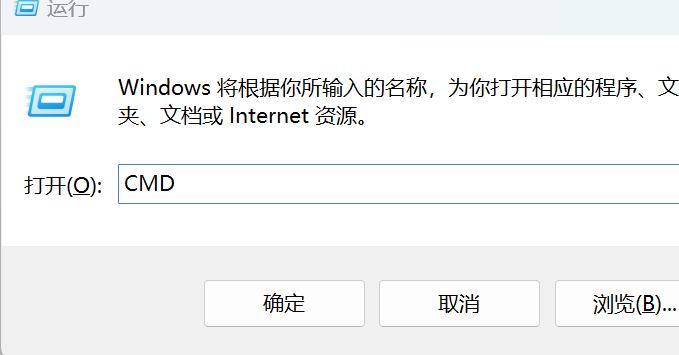 运行
Windows 将根据你所输入的名称，为你打开相应的程序、文
夹、文档或 Internet 资源。
打开(O): CMD
确定 取消 浏览(B)...